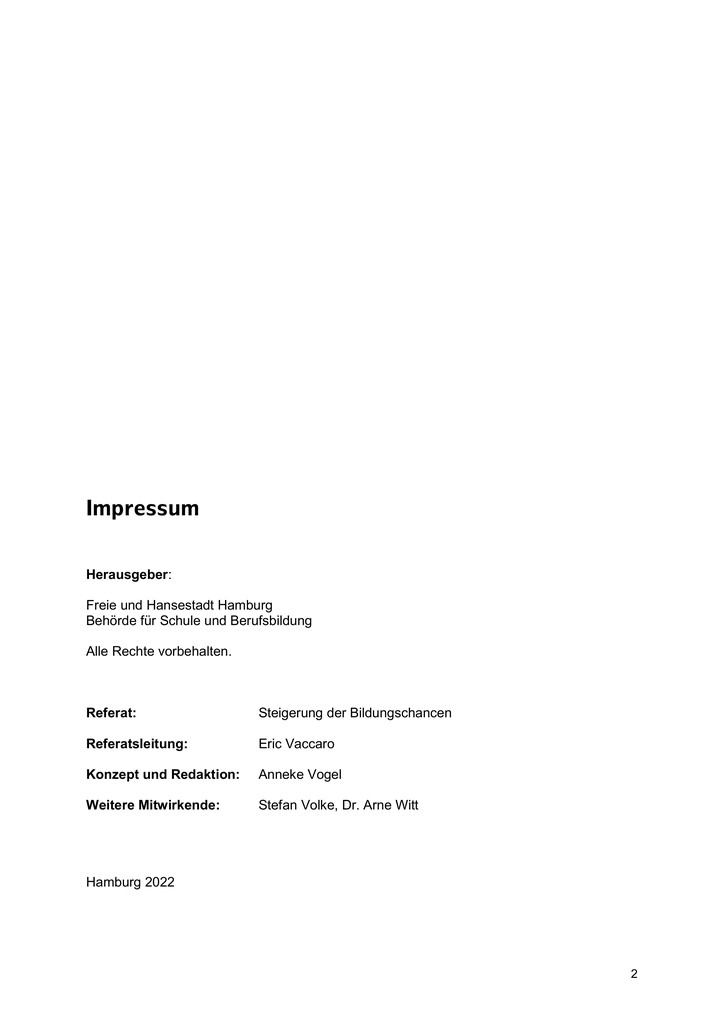 Impressum
Herausgeber:
Freie und Hansestadt Hamburg
Behörde für Schule und Berufsbildung
Alle Rechte vorbehalten.
Referat: Steigerung der Bildungschancen
Referatsleitung: Eric Vaccaro
Konzept und Redaktion: Anneke Vogel
Weitere Mitwirkende: Stefan Volke, Dr. Arne Witt
Hamburg 2022
2